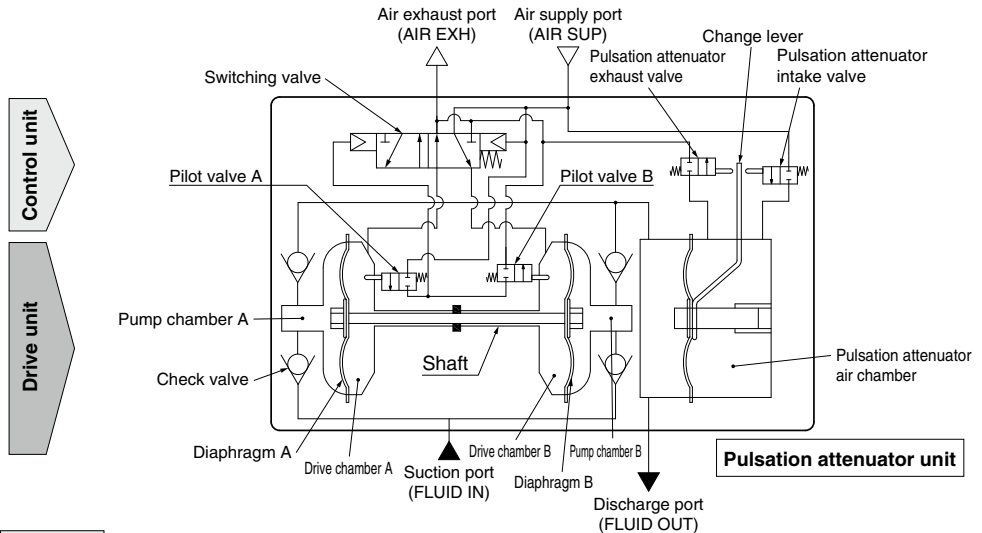 Air exhaust port
(AIR EXH)
Air supply port
(AIR SUP)
Change lever
Pulsation attenuator
exhaust valve
Pulsation attenuator
intake valve
Switching valve
Control unit
Pilot valve A
Pilot valve B
Drive unit
Pump chamber A
Shaft
Check valve
Pulsation attenuator
air chamber
Diaphragm A
Drive chamber A
Suction port
(FLUID IN)
Drive chamber B
Pump chamber B
Diaphragm B
Pulsation attenuator unit
Discharge port
(FLUID OUT)